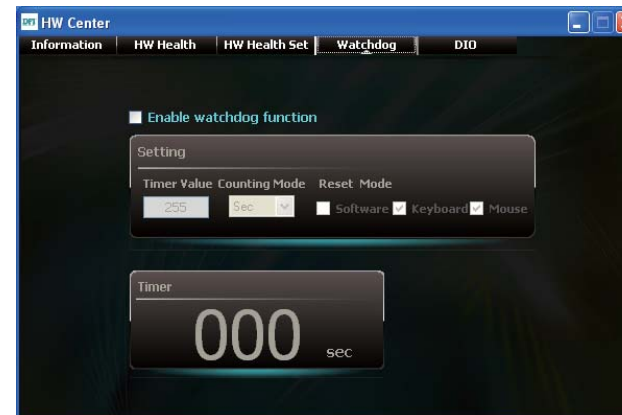 DFI HW Center
Information HW Health HW Health Set Watchdog DIO
Enable watchdog function
Setting
Timer Value Counting Mode Reset Mode
255 Sec Software Keyboard Mouse
Timer
000 sec